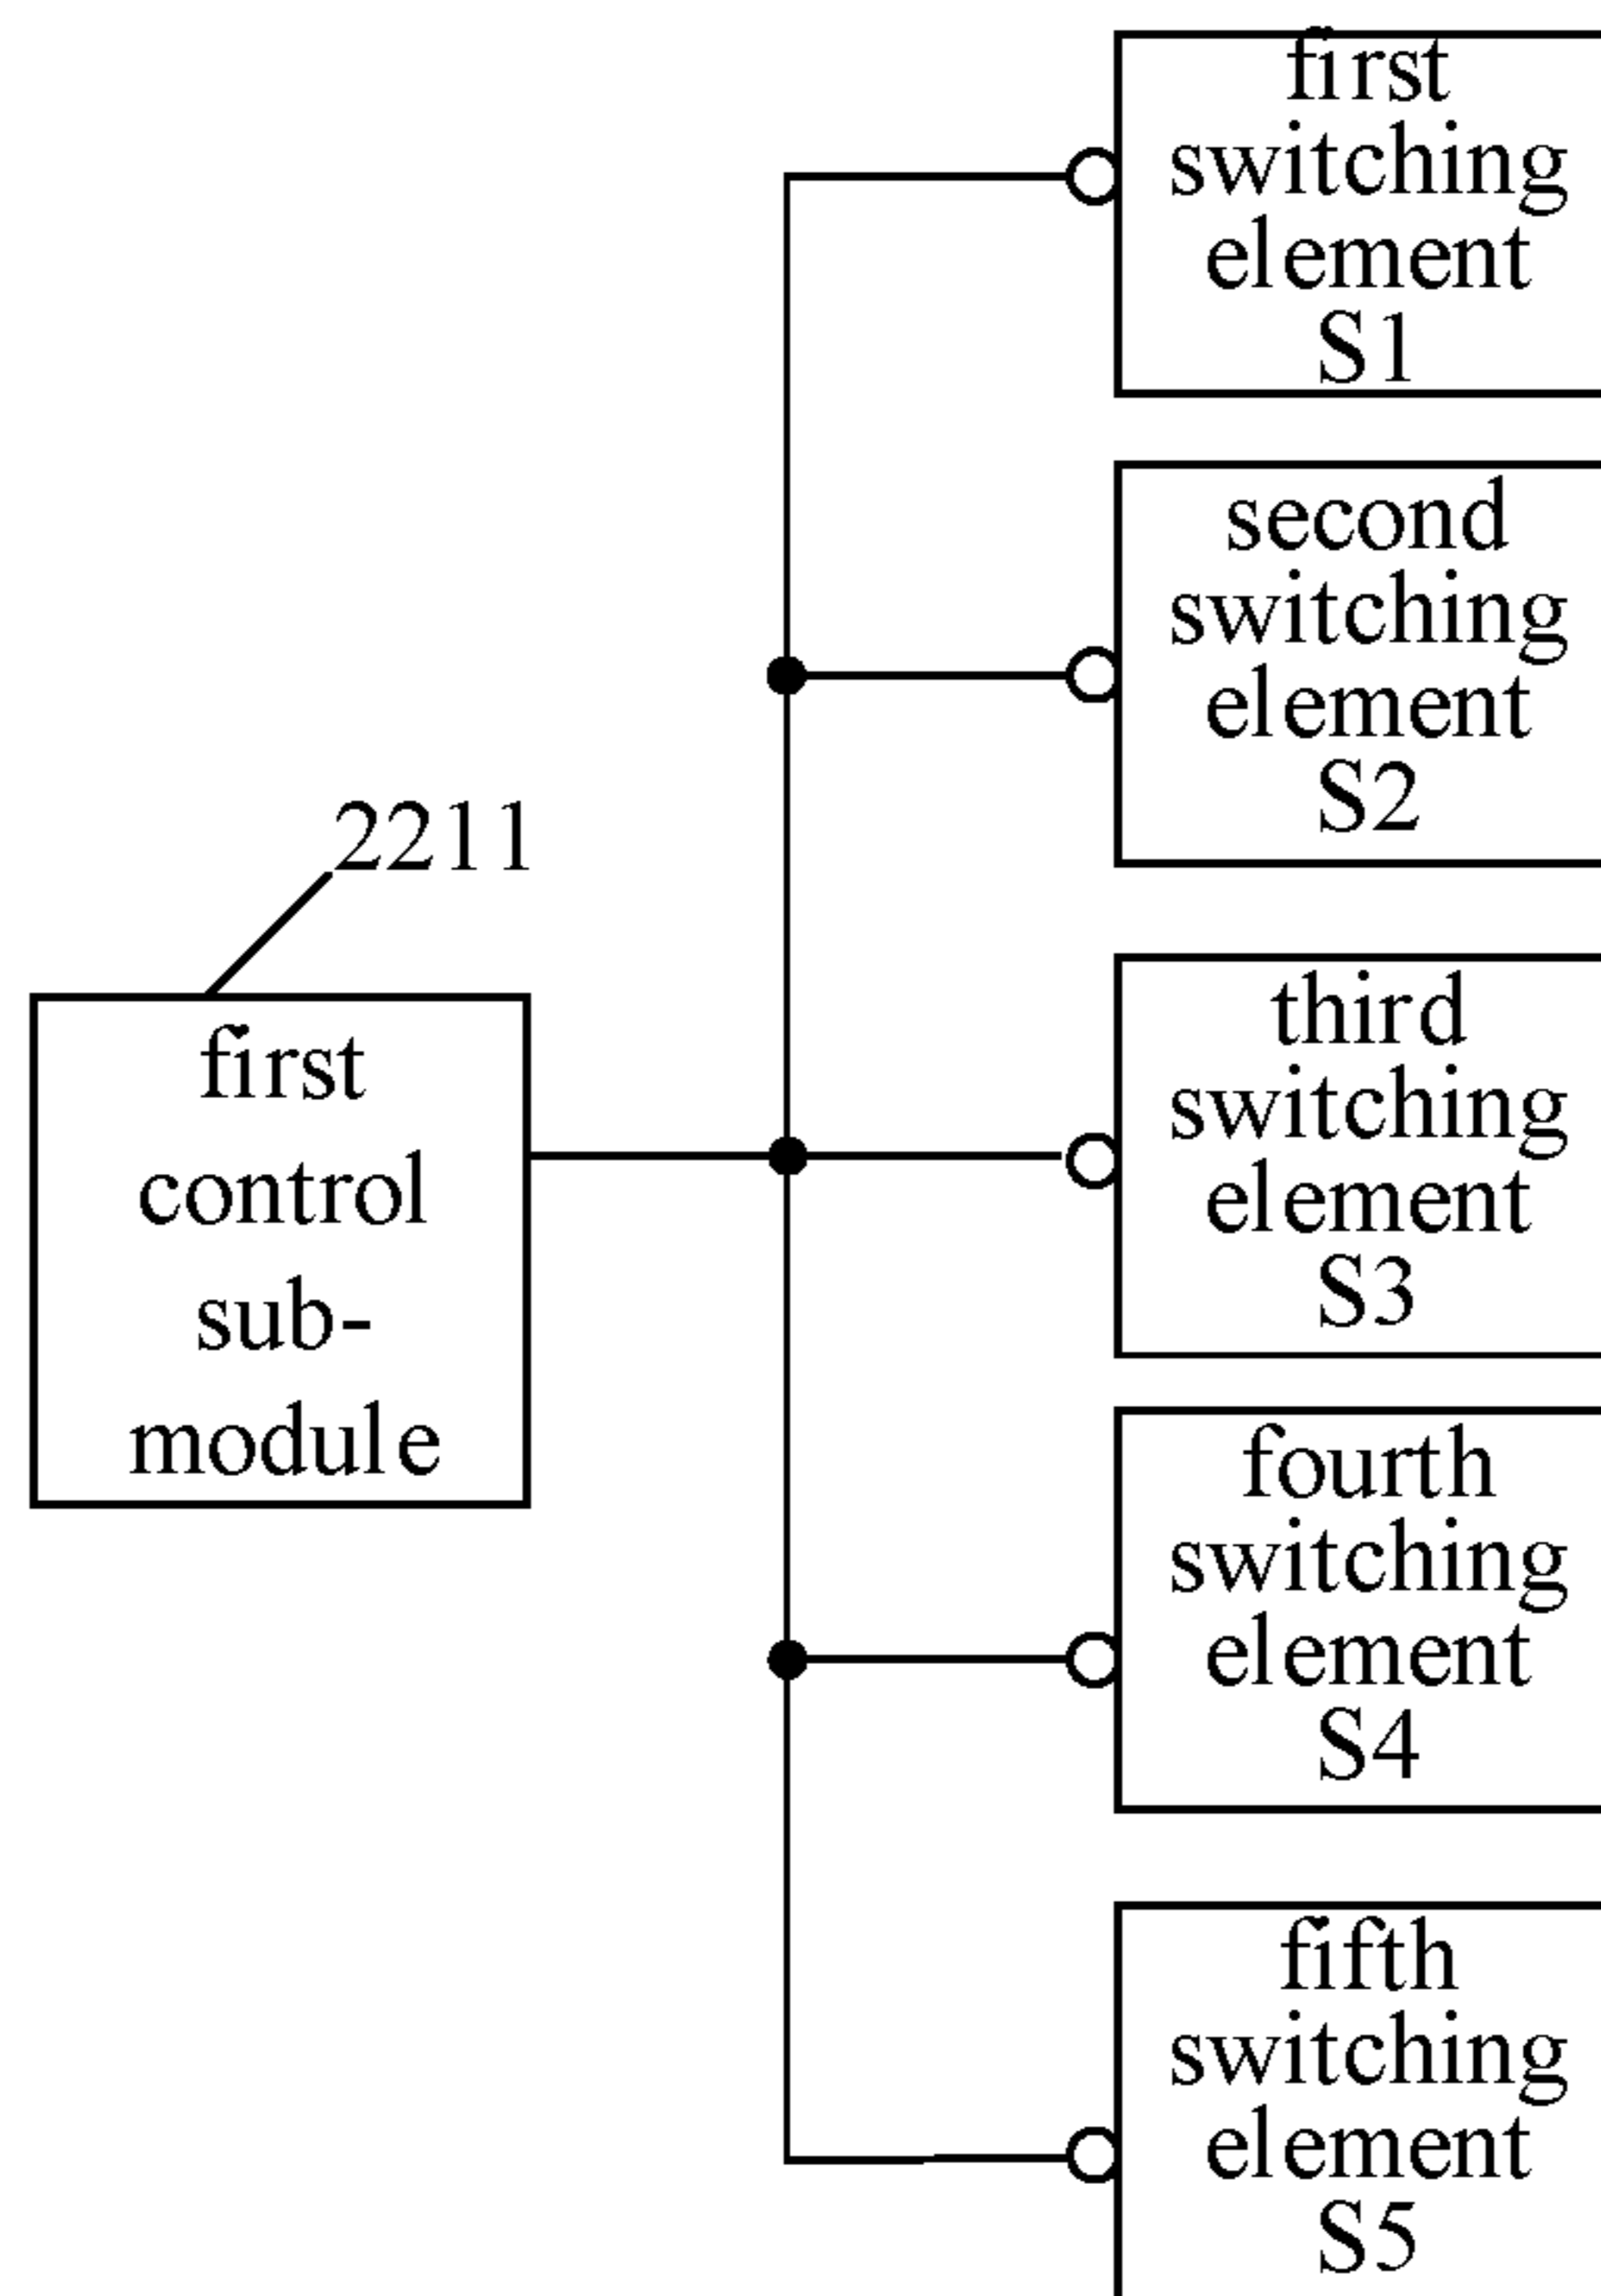 first
switching
element
S1
second
switching
element
S2
2211
first
control
sub-
module
third
switching
element
S3
fourth
switching
element
S4
fifth
switching
element
S5